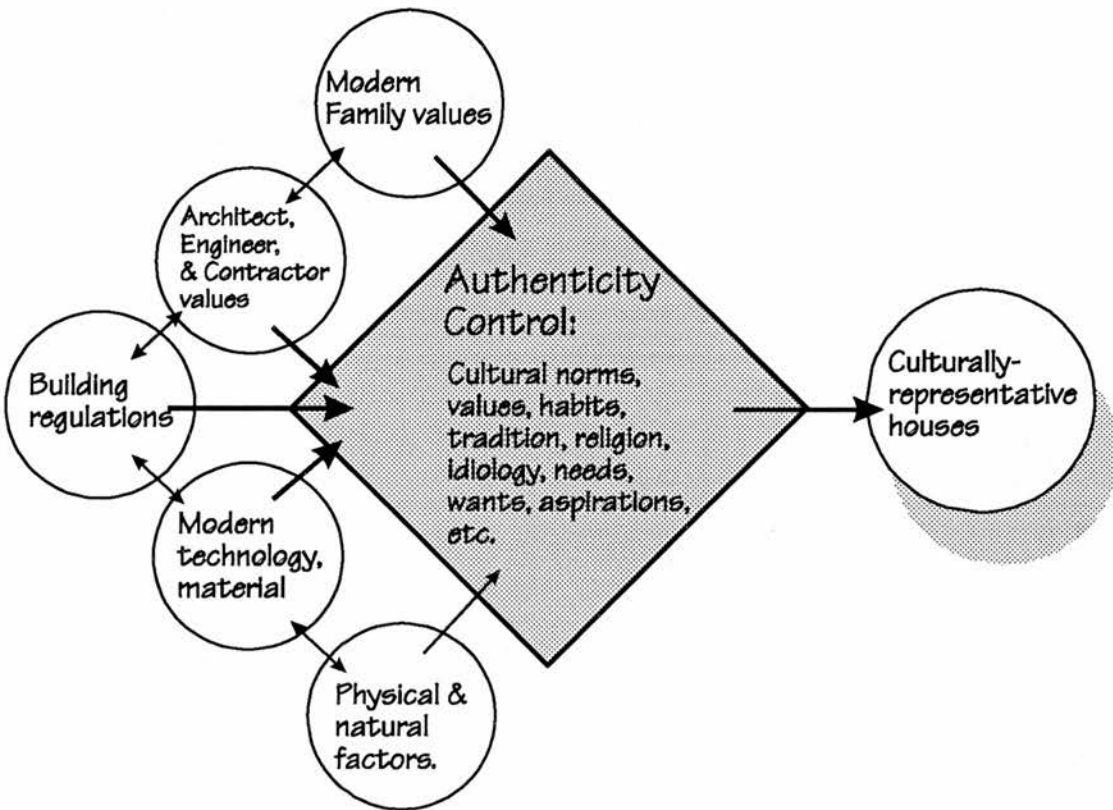 Modern
Family values
Architect,
Engineer,
& Contractor
values
Building
regulations
Modern
technology,
material
Physical &
natural
factors.
Authenticity
Control:
Cultural norms,
values, habits,
tradition, religion,
idiology, needs,
wants, aspirations,
etc.
Culturally-
representative
houses